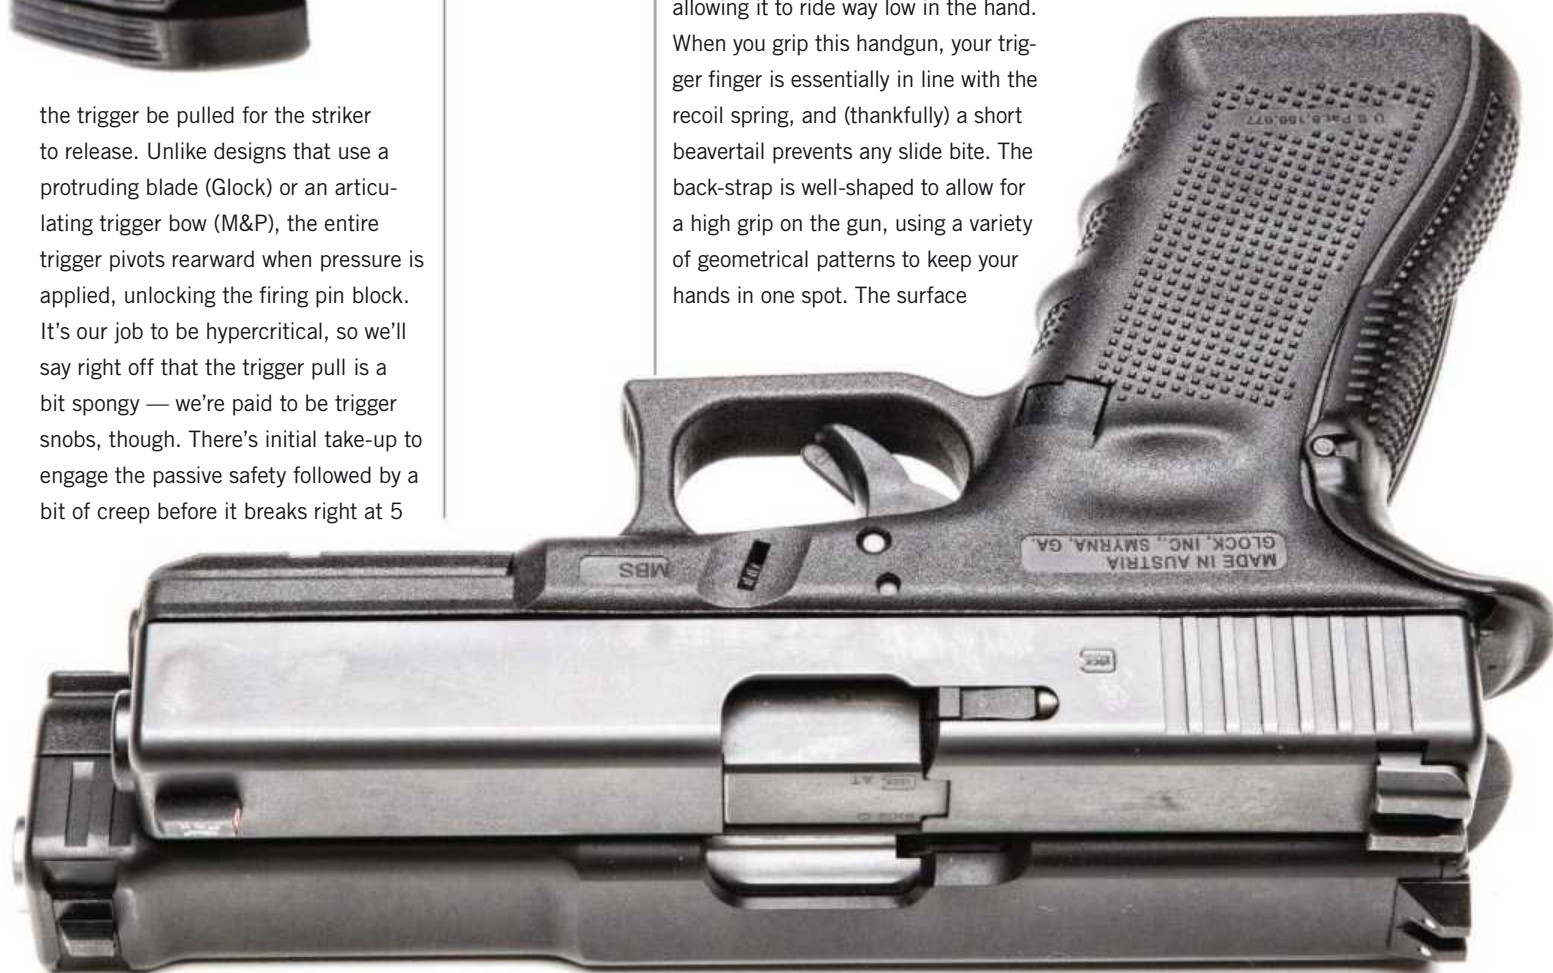 the trigger be pulled for the striker
to release. Unlike designs that use a
protruding blade (Glock) or an articu-
lating trigger bow (M&P), the entire
trigger pivots rearward when pressure is
applied, unlocking the firing pin block.
It’s our job to be hypercritical, so we’ll
say right off that the trigger pull is a
bit spongy — we’re paid to be trigger
snobs, though. There’s initial take-up to
engage the passive safety followed by a
bit of creep before it breaks right at 5
allowing it to ride way low in the hand.
When you grip this handgun, your trig-
ger finger is essentially in line with the
recoil spring, and (thankfully) a short
beavertail prevents any slide bite. The
back-strap is well-shaped to allow for
a high grip on the gun, using a variety
of geometrical patterns to keep your
hands in one spot. The surface
MADE IN AUSTRIA
GLOCK, INC., SMYRNA, GA.